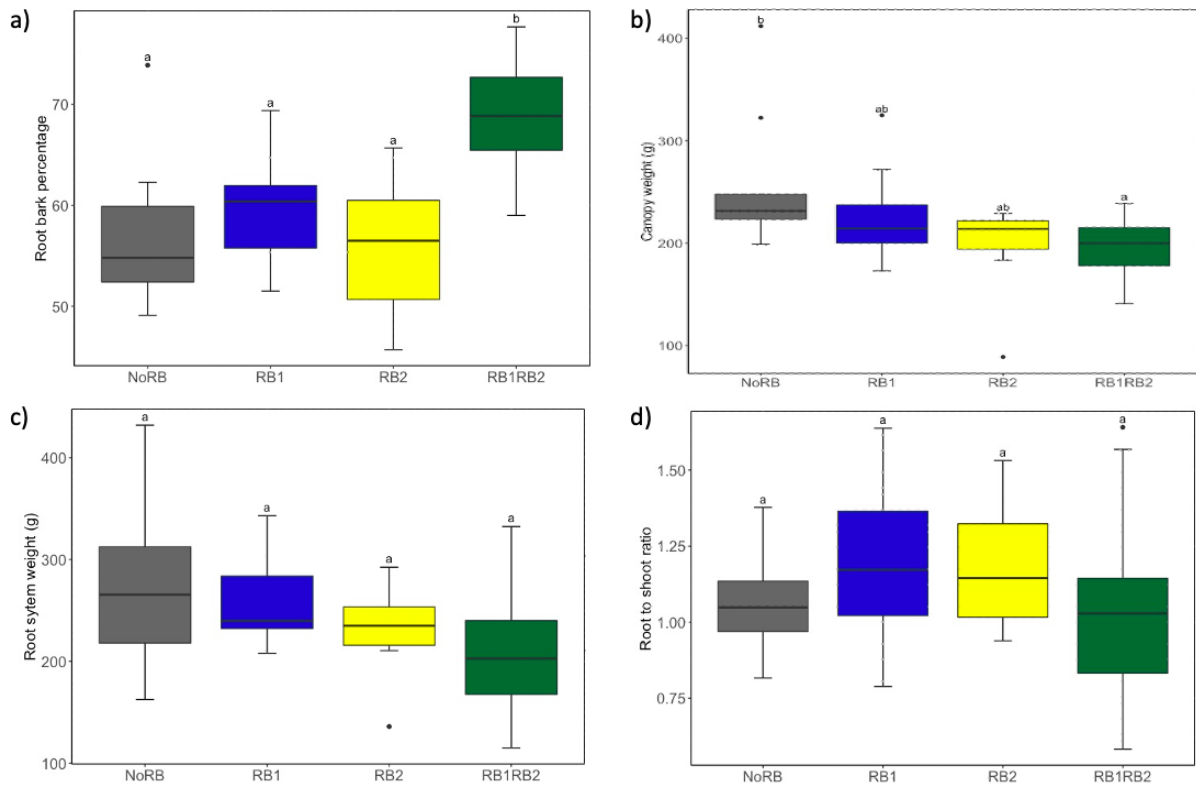 a)
Root bark percentage
70
60
50
a
a
a
b
NoRB
RB1
RB2
RB1RB2
b)
Canopy weight (g)
400
300
200
100
b
ab
ab
a
NoRB
RB1
RB2
RB1RB2
c)
Root sytem weight (g)
400
300
200
100
a
a
a
a
NoRB
RB1
RB2
RB1RB2
d)
Root to shoot ratio
1.50
1.25
1.00
0.75
a
a
a
a
NoRB
RB1
RB2
RB1RB2